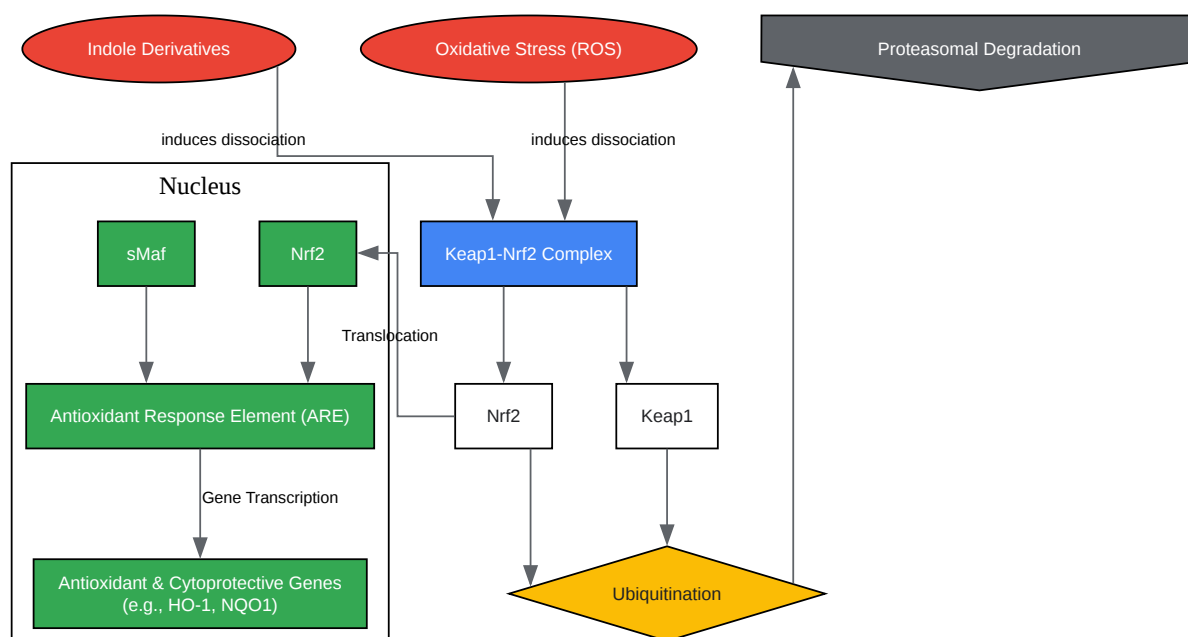 Indole Derivatives
Oxidative Stress (ROS)
Proteasomal Degradation
induces dissociation
induces dissociation
Nucleus
sMaf
Nrf2
Keap1-Nrf2 Complex
Translocation
Antioxidant Response Element (ARE)
Nrf2
Keap1
Gene Transcription
Antioxidant & Cytoprotective Genes
(e.g., HO-1, NQO1)
Ubiquitination